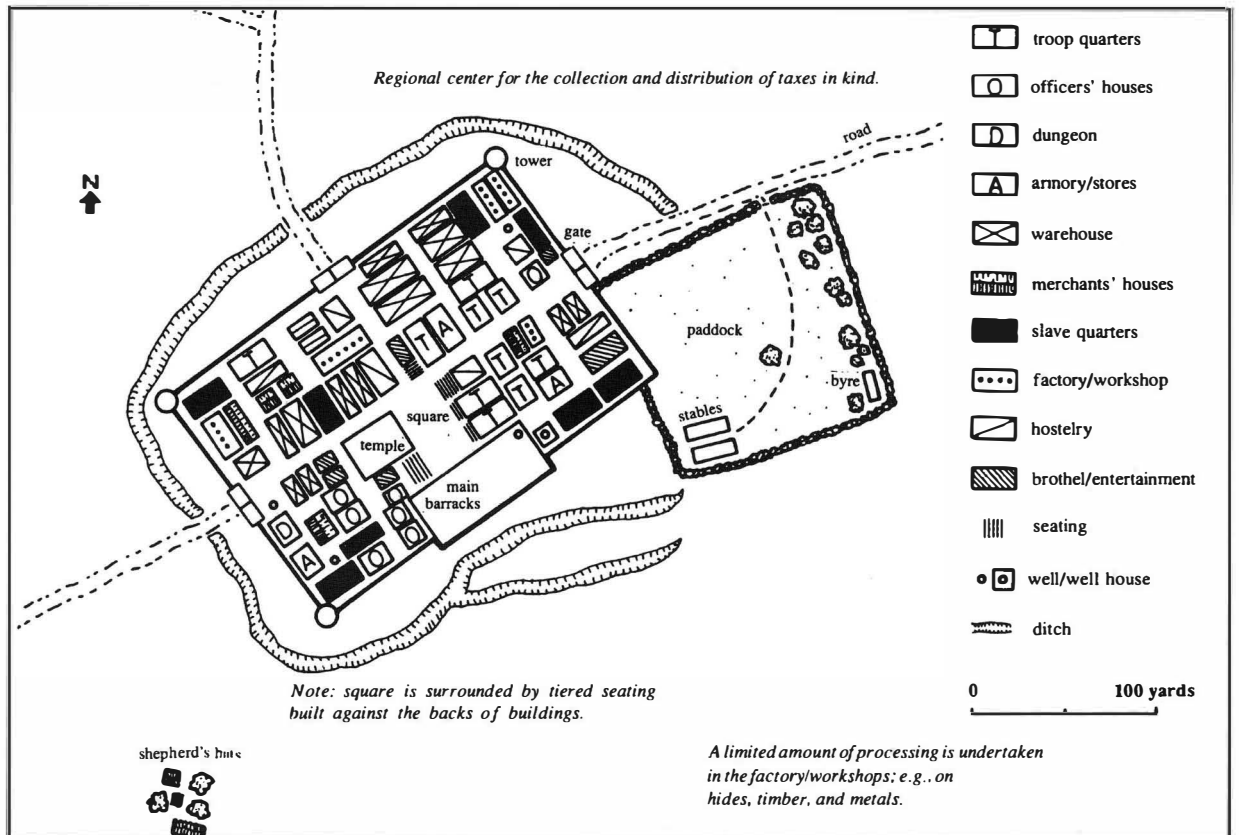 Regional center for the collection and distribution of taxes in kind.
N
tower
road
gate
paddock
byre
stables
square
temple
main
barracks
T
T
T
T
A
T
T
T
T
T
T
A
T
T
O
O
O
O
O
O
O
D
A
Note: square is surrounded by tiered seating
built against the backs of buildings.
shepherd's huts
A limited amount of processing is undertaken
in the factory/workshops; e.g., on
hides, timber, and metals.
T troop quarters
O officers' houses
D dungeon
A armory/stores
warehouse
merchants' houses
slave quarters
factory/workshop
hostelry
brothel/entertainment
seating
well/well house
ditch
0 100 yards